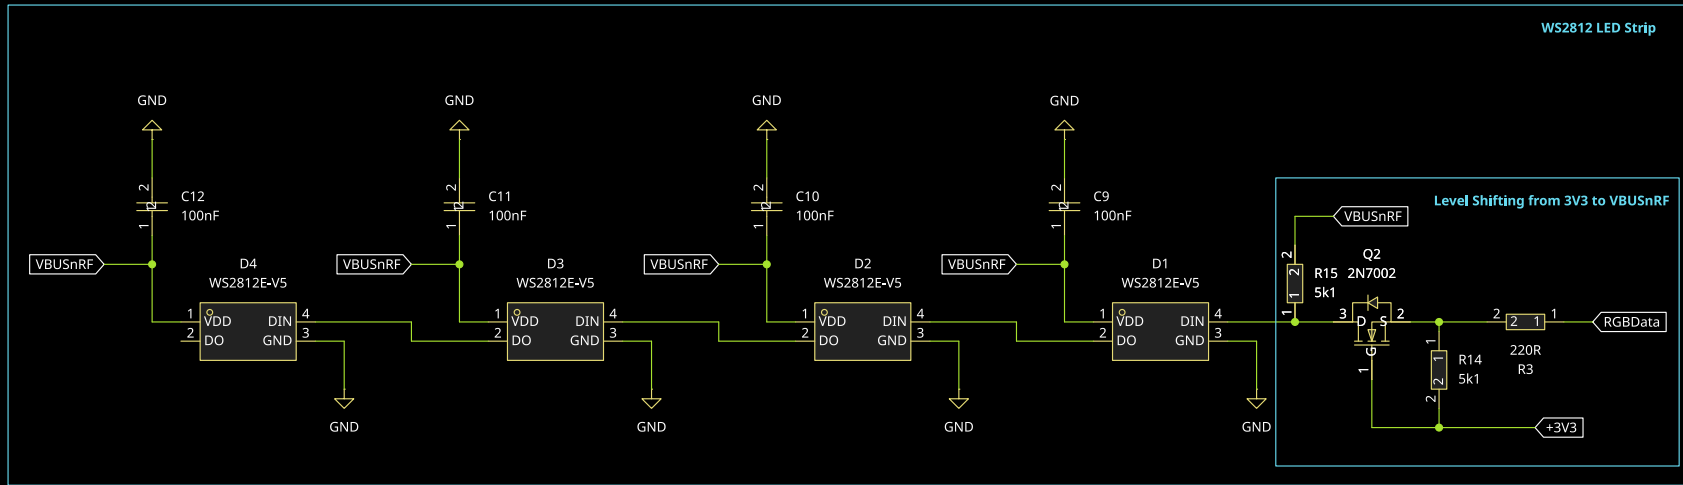 WS2812 LED Strip
GND
GND
GND
GND
2
C12
100nF
1
2
C11
100nF
1
2
C10
100nF
1
2
C9
100nF
1
VBUSnRF
VBUSnRF
VBUSnRF
VBUSnRF
D4
WS2812E-V5
1 VDD DIN 4
2 DO GND 3
GND
D3
WS2812E-V5
1 VDD DIN 4
2 DO GND 3
GND
D2
WS2812E-V5
1 VDD DIN 4
2 DO GND 3
GND
D1
WS2812E-V5
1 VDD DIN 4
2 DO GND 3
GND
Level Shifting from 3V3 to VBUSnRF
VBUSnRF
2
2
R15
5k1
1
1
Q2
2N7002
3 D S 2
G
1
1
1
R14
5k1
2
2
2 2 1 1
220R
R3
RGBData
+3V3